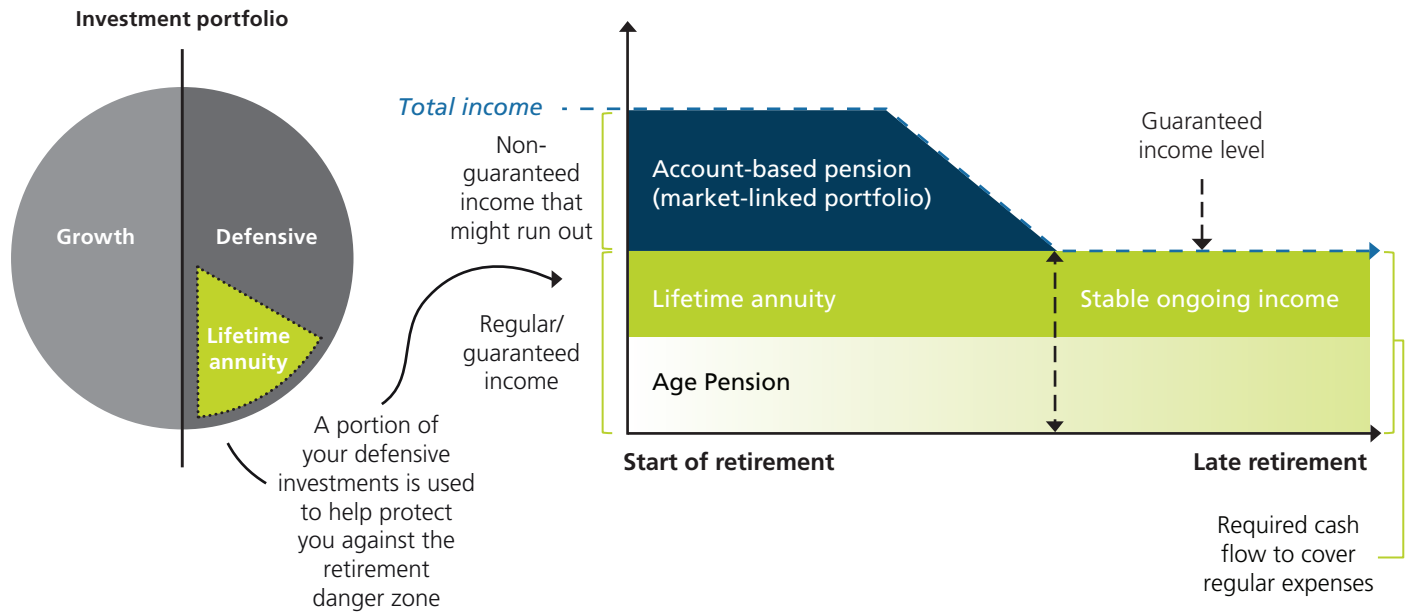 Investment portfolio
Growth
Defensive
Lifetime
annuity
A portion of
your defensive
investments is used
to help protect
you against the
retirement
danger zone
Total income
Non-
guaranteed
income that
might run out
Regular/
guaranteed
income
Account-based pension
(market-linked portfolio)
Guaranteed
income level
Lifetime annuity
Stable ongoing income
Age Pension
Start of retirement
Late retirement
Required cash
flow to cover
regular expenses